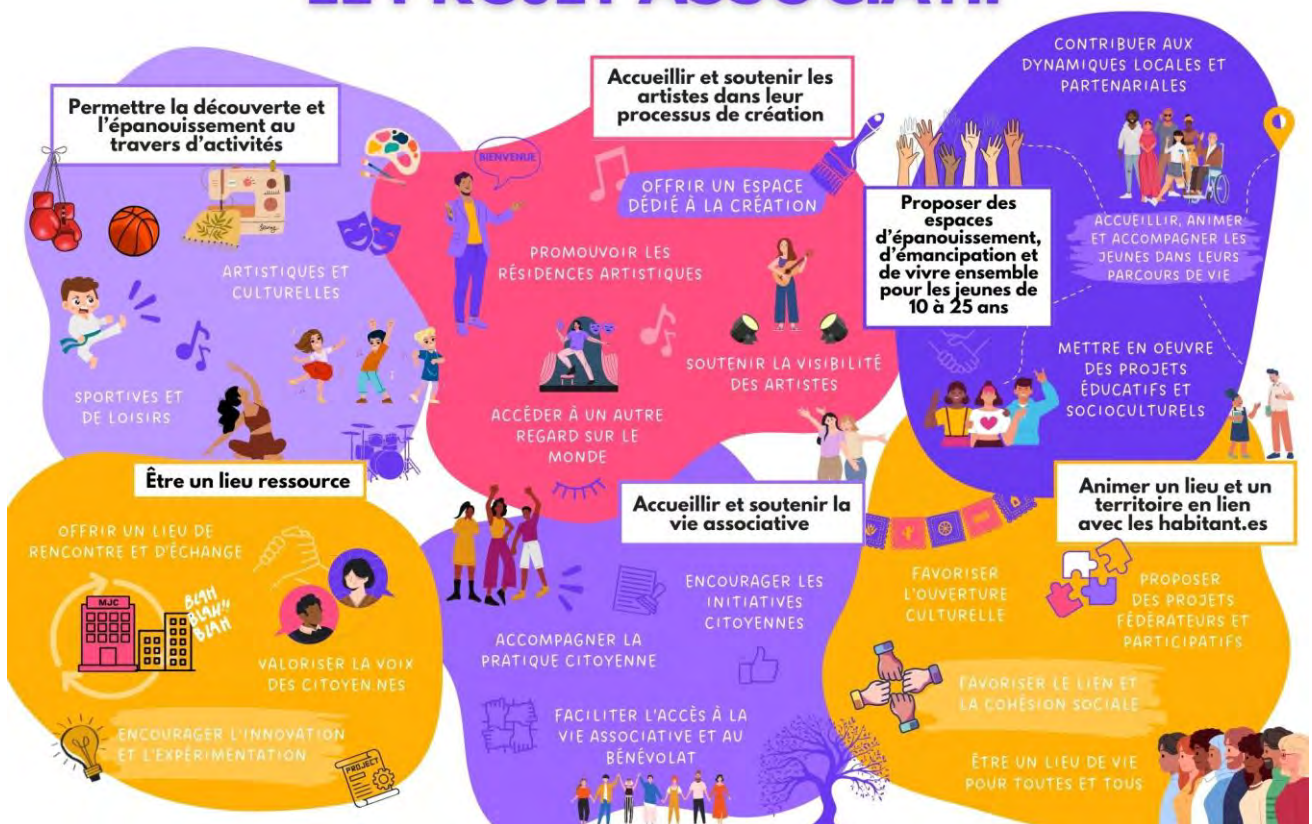 LE PROJET ASSOCIATIF
Permettre la découverte et
l'épanouissement au
travers d'activités
ARTISTIQUES ET
CULTURELLES
SPORTIVES ET
DE LOISIRS
Accueillir et soutenir les
artistes dans leur
processus de création
BIENVENUE
OFFRIR UN ESPACE
DÉDIÉ À LA CRÉATION
PROMOUVOIR LES
RÉSIDENCES ARTISTIQUES
SOUTENIR LA VISIBILITÉ
DES ARTISTES
ACCÉDER À UN AUTRE
REGARD SUR LE
MONDE
CONTRIBUER AUX
DYNAMIQUES LOCALES ET
PARTENARIALES
Proposer des
espaces
d'épanouissement,
d'émancipation et
de vivre ensemble
pour les jeunes de
10 à 25 ans
ACCUEILLIR, ANIMER
ET ACCOMPAGNER LES
JEUNES DANS LEURS
PARCOURS DE VIE
METTRE EN OEUVRE
DES PROJETS
ÉDUCATIFS ET
SOCIOCULTURELS
Être un lieu ressource
OFFRIR UN LIEU DE
RENCONTRE ET D'ÉCHANGE
MJC
BLAH
BLAH!!
BLAH
VALORISER LA VOIX
DES CITOYEN.NES
ENCOURAGER L'INNOVATION
ET L'EXPÉRIMENTATION
PROJECT
Accueillir et soutenir la
vie associative
ENCOURAGER LES
INITIATIVES
CITOYENNES
ACCOMPAGNER LA
PRATIQUE CITOYENNE
FACILITER L'ACCÈS À LA
VIE ASSOCIATIVE ET AU
BÉNÉVOLAT
Animer un lieu et un
territoire en lien
avec les habitant.es
FAVORISER
L'OUVERTURE
CULTURELLE
PROPOSER
DES PROJETS
FÉDÉRATEURS ET
PARTICIPATIFS
FAVORISER LE LIEN ET
LA COHÉSION SOCIALE
ÊTRE UN LIEU DE VIE
POUR TOUTES ET TOUS